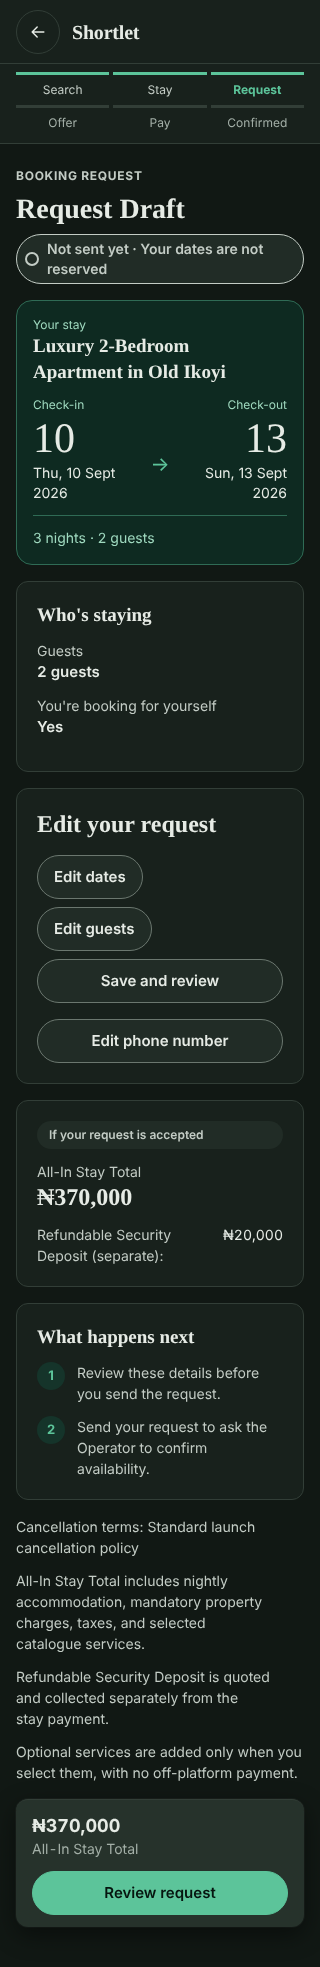 Shortlet
Search
Stay
Request
Offer
Pay
Confirmed
BOOKING REQUEST
Request Draft
Not sent yet · Your dates are not
reserved
Your stay
Luxury 2-Bedroom
Apartment in Old Ikoyi
Check-in
10
Thu, 10 Sept
2026
→
Check-out
13
Sun, 13 Sept
2026
3 nights · 2 guests
Who's staying
Guests
2 guests
You're booking for yourself
Yes
Edit your request
Edit dates
Edit guests
Save and review
Edit phone number
If your request is accepted
All-In Stay Total
₦370,000
Refundable Security
Deposit (separate):
₦20,000
What happens next
1
Review these details before
you send the request.
2
Send your request to ask the
Operator to confirm
availability.
Cancellation terms: Standard launch
cancellation policy
All-In Stay Total includes nightly
accommodation, mandatory property
charges, taxes, and selected
catalogue services.
Refundable Security Deposit is quoted
and collected separately from the
stay payment.
Optional services are added only when you
select them, with no off-platform payment.
₦370,000
All-In Stay Total
Review request